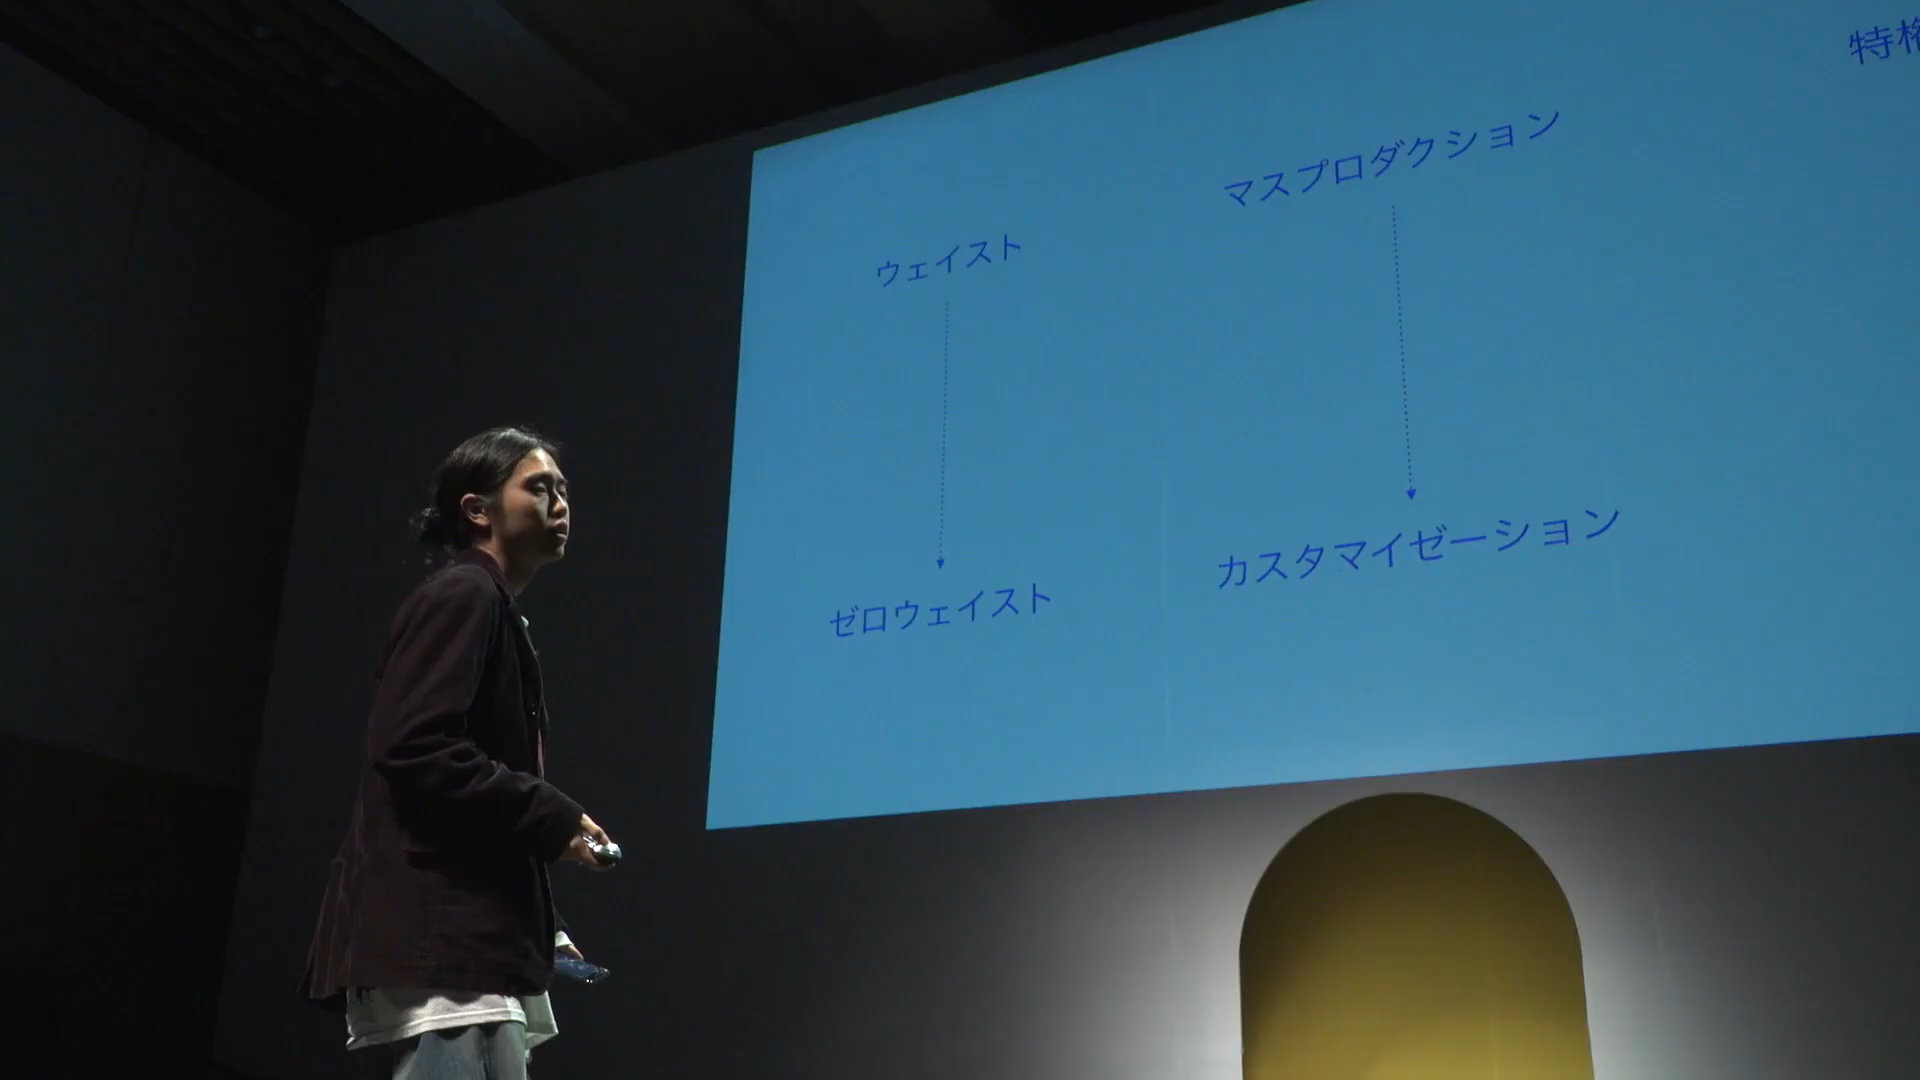 ウェイスト
ゼロウェイスト
マスプロダクション
カスタマイゼーション